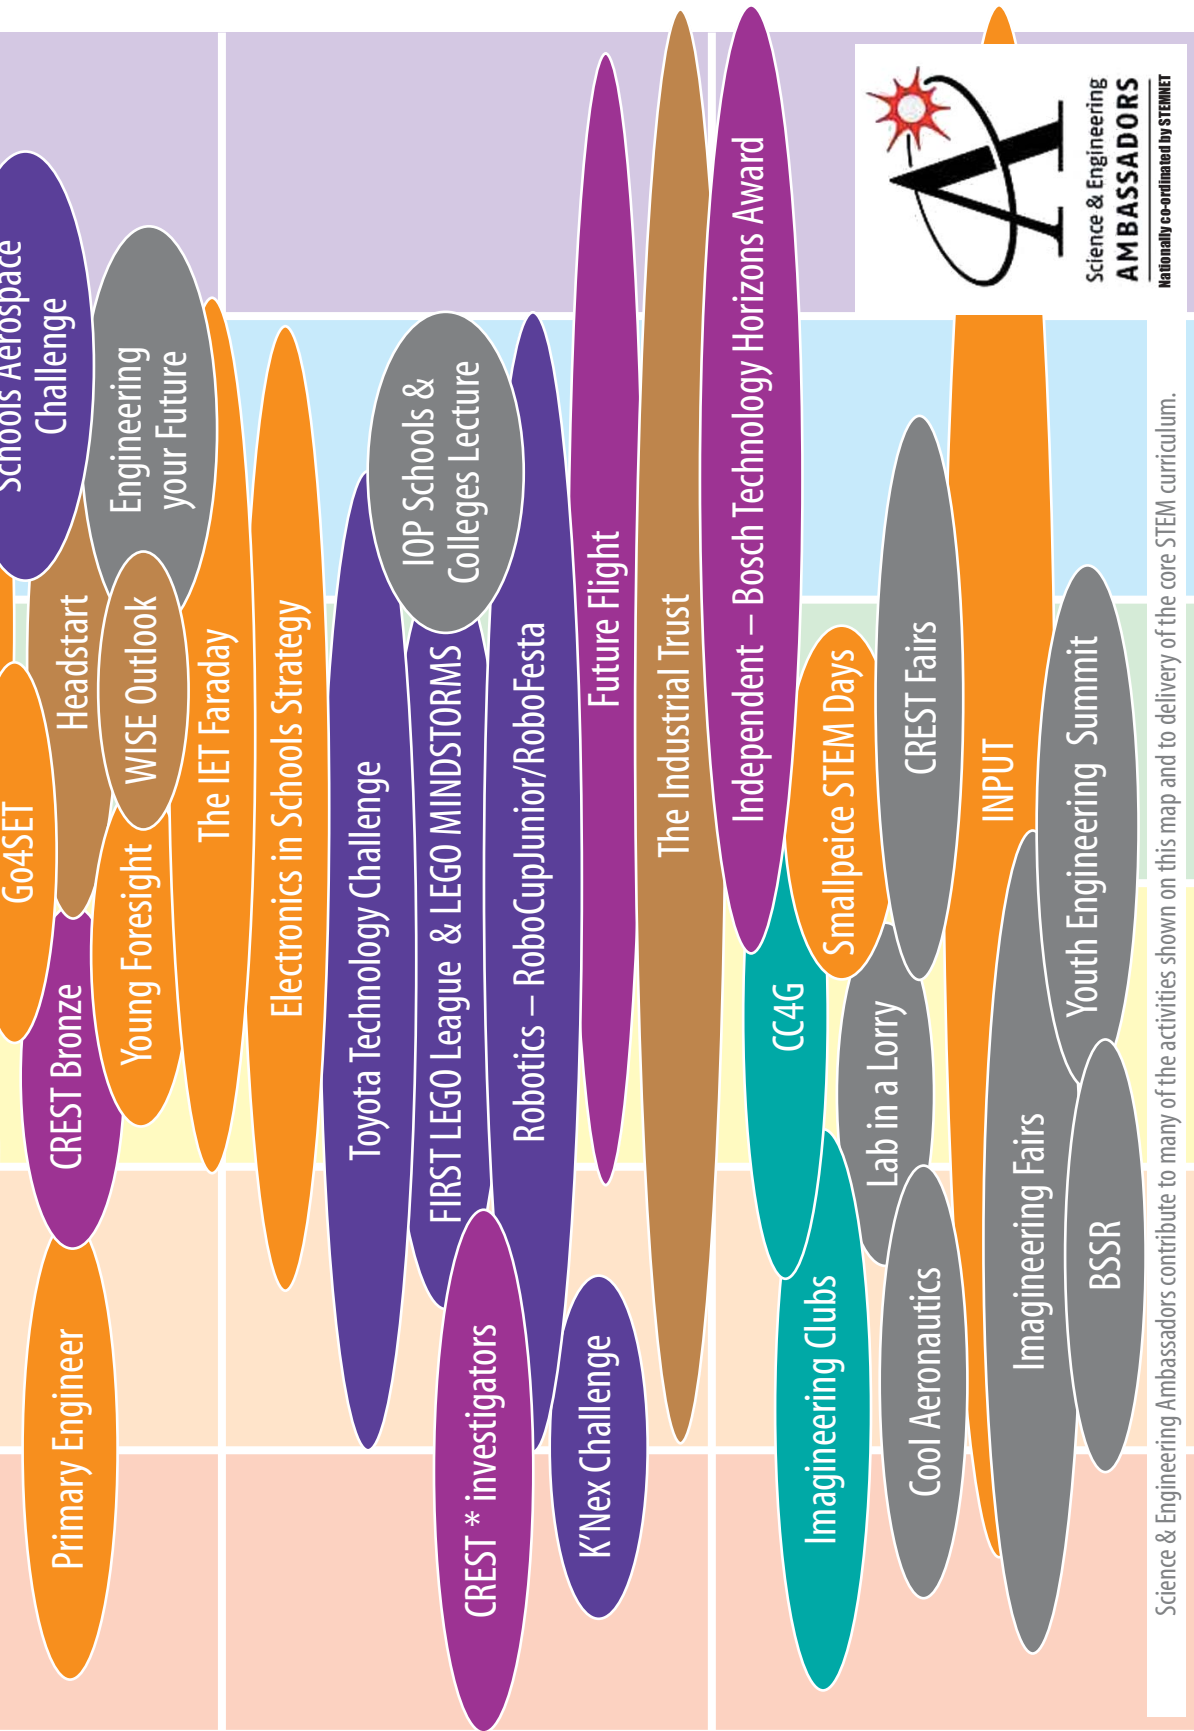 Schools Aerospace
Challenge
Go4SET
Headstart
CREST Bronze
Primary Engineer
Engineering
your Future
WISE Outlook
Young Foresight
The IET Faraday
Electronics in Schools Strategy
Toyota Technology Challenge
IOP Schools &
Colleges Lecture
FIRST LEGO League & LEGO MINDSTORMS
CREST * investigators
Robotics – RoboCupJunior/RoboFesta
K'Nex Challenge
Future Flight
The Industrial Trust
Independent – Bosch Technology Horizons Award
CC4G
Imagineering Clubs
Smallpeice STEM Days
Lab in a Lorry
CREST Fairs
Cool Aeronautics
INPUT
Imagineering Fairs
Youth Engineering Summit
BSSR
A
Science & Engineering
AMBASSADORS
Nationally co-ordinated by STEMNET
Science & Engineering Ambassadors contribute to many of the activities shown on this map and to delivery of the core STEM curriculum.